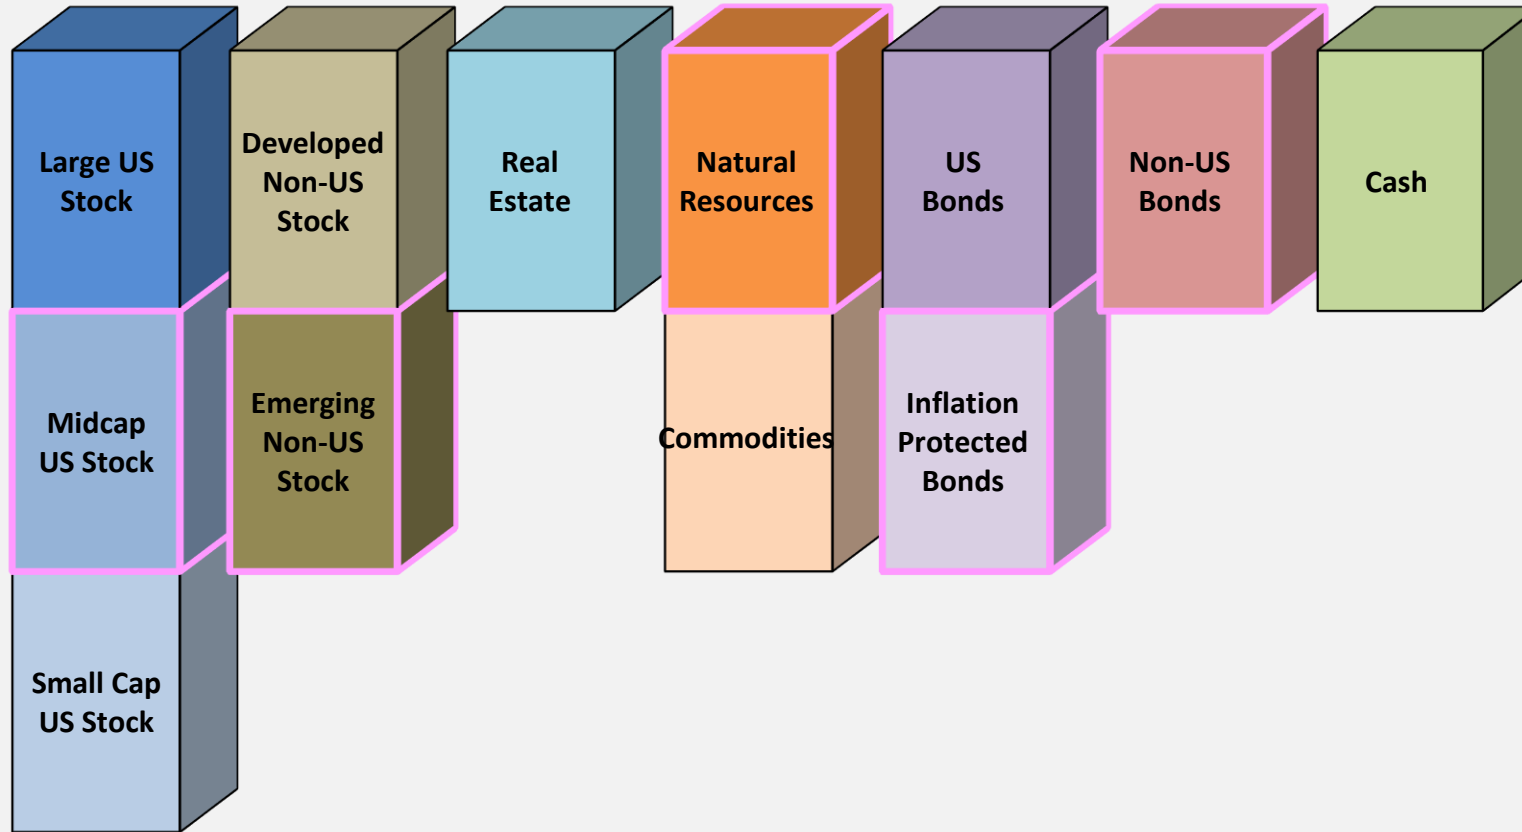 Large US
Stock
Developed
Non-US
Stock
Real
Estate
Natural
Resources
US
Bonds
Non-US
Bonds
Cash
Midcap
US Stock
Emerging
Non-US
Stock
Commodities
Inflation
Protected
Bonds
Small Cap
US Stock